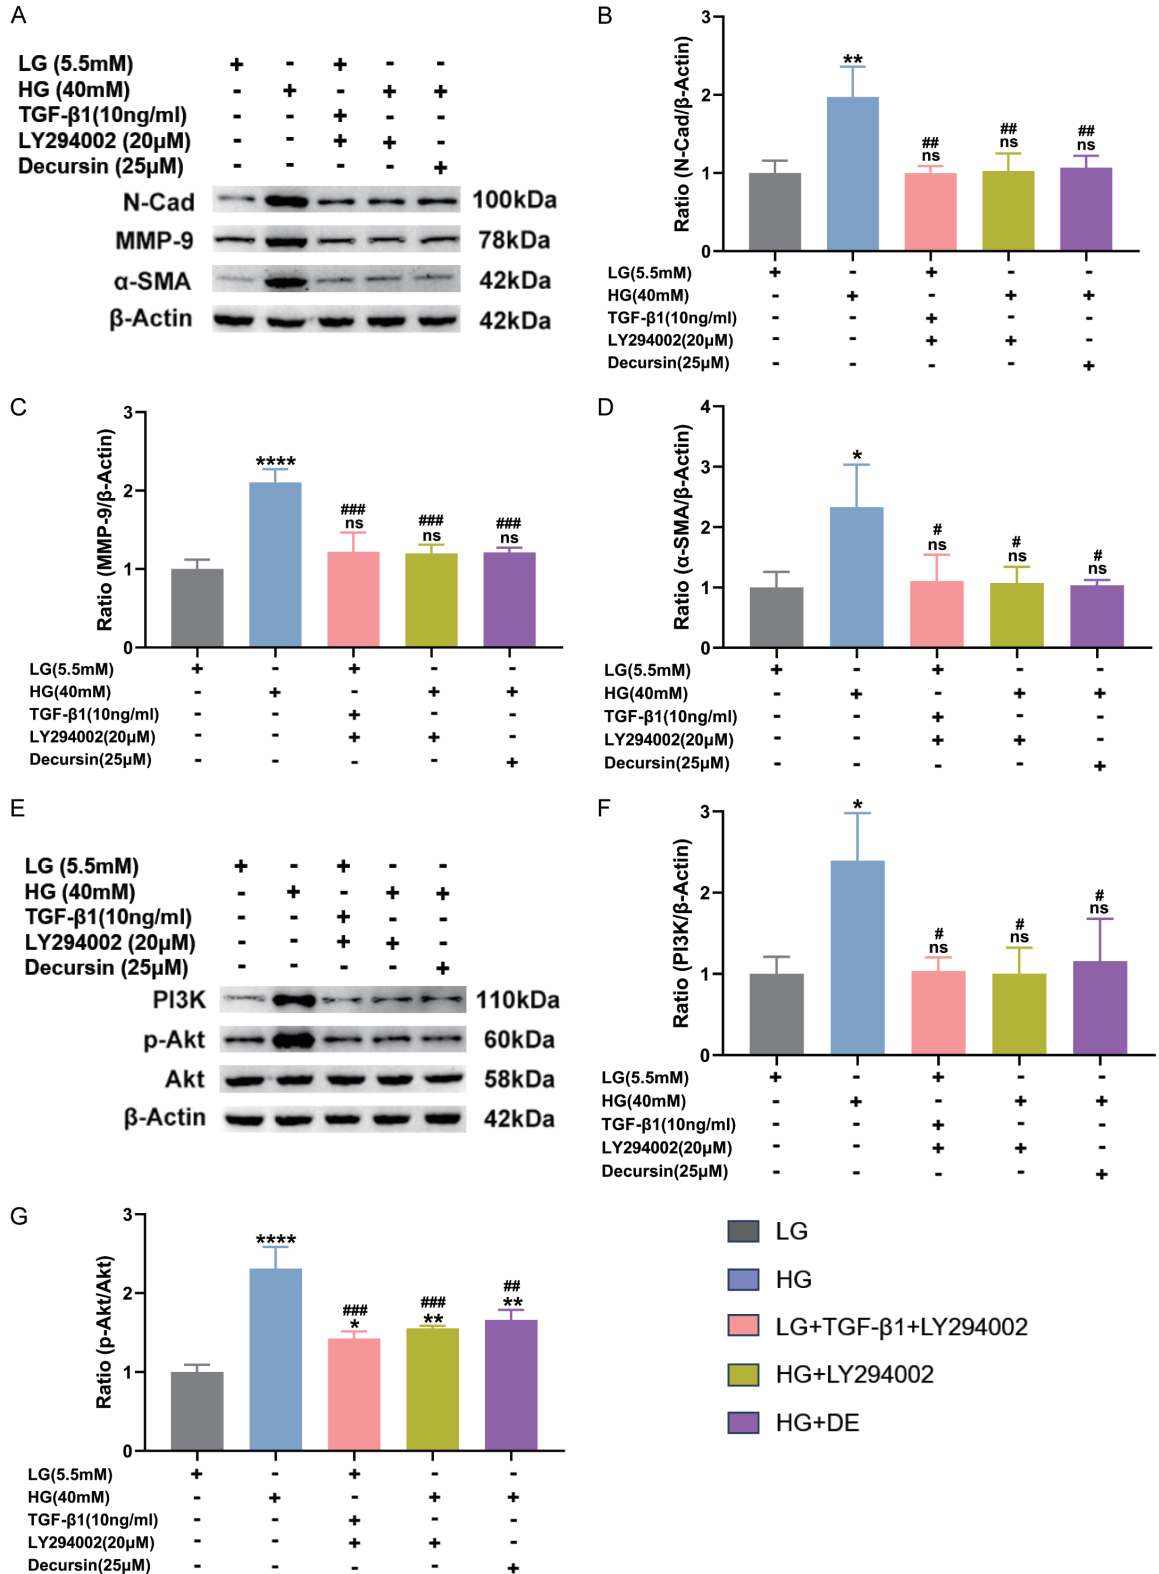 A
LG (5.5mM) + - + - -
HG (40mM) - + - + +
TGF-β1(10ng/ml) - - + - -
LY294002 (20μM) - - + + -
Decursin (25μM) - - - - +
N-Cad 100kDa
MMP-9 78kDa
α-SMA 42kDa
β-Actin 42kDa
B
Ratio (N-Cad/β-Actin)
3
2
1
0
**
##
ns
##
ns
##
ns
LG(5.5mM) + - + - -
HG(40mM) - + - + +
TGF-β1(10ng/ml) - - + - -
LY294002(20μM) - - + + -
Decursin(25μM) - - - - +
C
Ratio (MMP-9/β-Actin)
3
2
1
0
****
###
ns
###
ns
###
ns
LG(5.5mM) + - + - -
HG(40mM) - + - + +
TGF-β1(10ng/ml) - - + - -
LY294002(20μM) - - + + -
Decursin(25μM) - - - - +
D
Ratio (α-SMA/β-Actin)
4
3
2
1
0
*
#
ns
#
ns
#
ns
LG(5.5mM) + - + - -
HG(40mM) - + - + +
TGF-β1(10ng/ml) - - + - -
LY294002(20μM) - - + + -
Decursin(25μM) - - - - +
E
LG (5.5mM) + - + - -
HG (40mM) - + - + +
TGF-β1(10ng/ml) - - + - -
LY294002 (20μM) - - + + -
Decursin (25μM) - - - - +
PI3K 110kDa
p-Akt 60kDa
Akt 58kDa
β-Actin 42kDa
F
Ratio (PI3K/β-Actin)
3
2
1
0
*
#
ns
#
ns
#
ns
LG(5.5mM) + - + - -
HG(40mM) - + - + +
TGF-β1(10ng/ml) - - + - -
LY294002(20μM) - - + + -
Decursin(25μM) - - - - +
G
Ratio (p-Akt/Akt)
3
2
1
0
****
###
*
###
**
##
**
LG(5.5mM) + - + - -
HG(40mM) - + - + +
TGF-β1(10ng/ml) - - + - -
LY294002(20μM) - - + + -
Decursin(25μM) - - - - +
LG
HG
LG+TGF-β1+LY294002
HG+LY294002
HG+DE